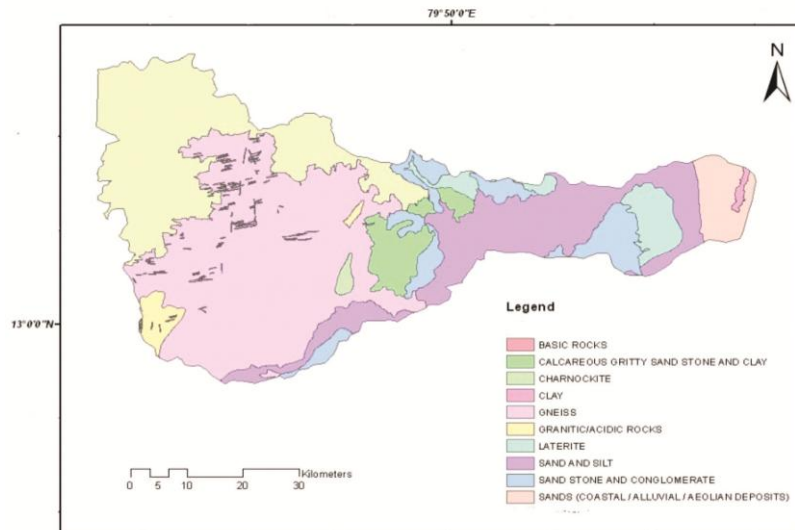 79°50'E
N
13°0'0"N
Legend
BASIC ROCKS
CALCAREOUS GRITTY SAND STONE AND CLAY
CHARNOCKITE
CLAY
GNEISS
GRANITIC/ACIDIC ROCKS
LATERITE
SAND AND SILT
SAND STONE AND CONGLOMERATE
SANDS (COASTAL / ALLUVIAL / AEOLIAN DEPOSITS)
Kilometers
0 5 10 20 30